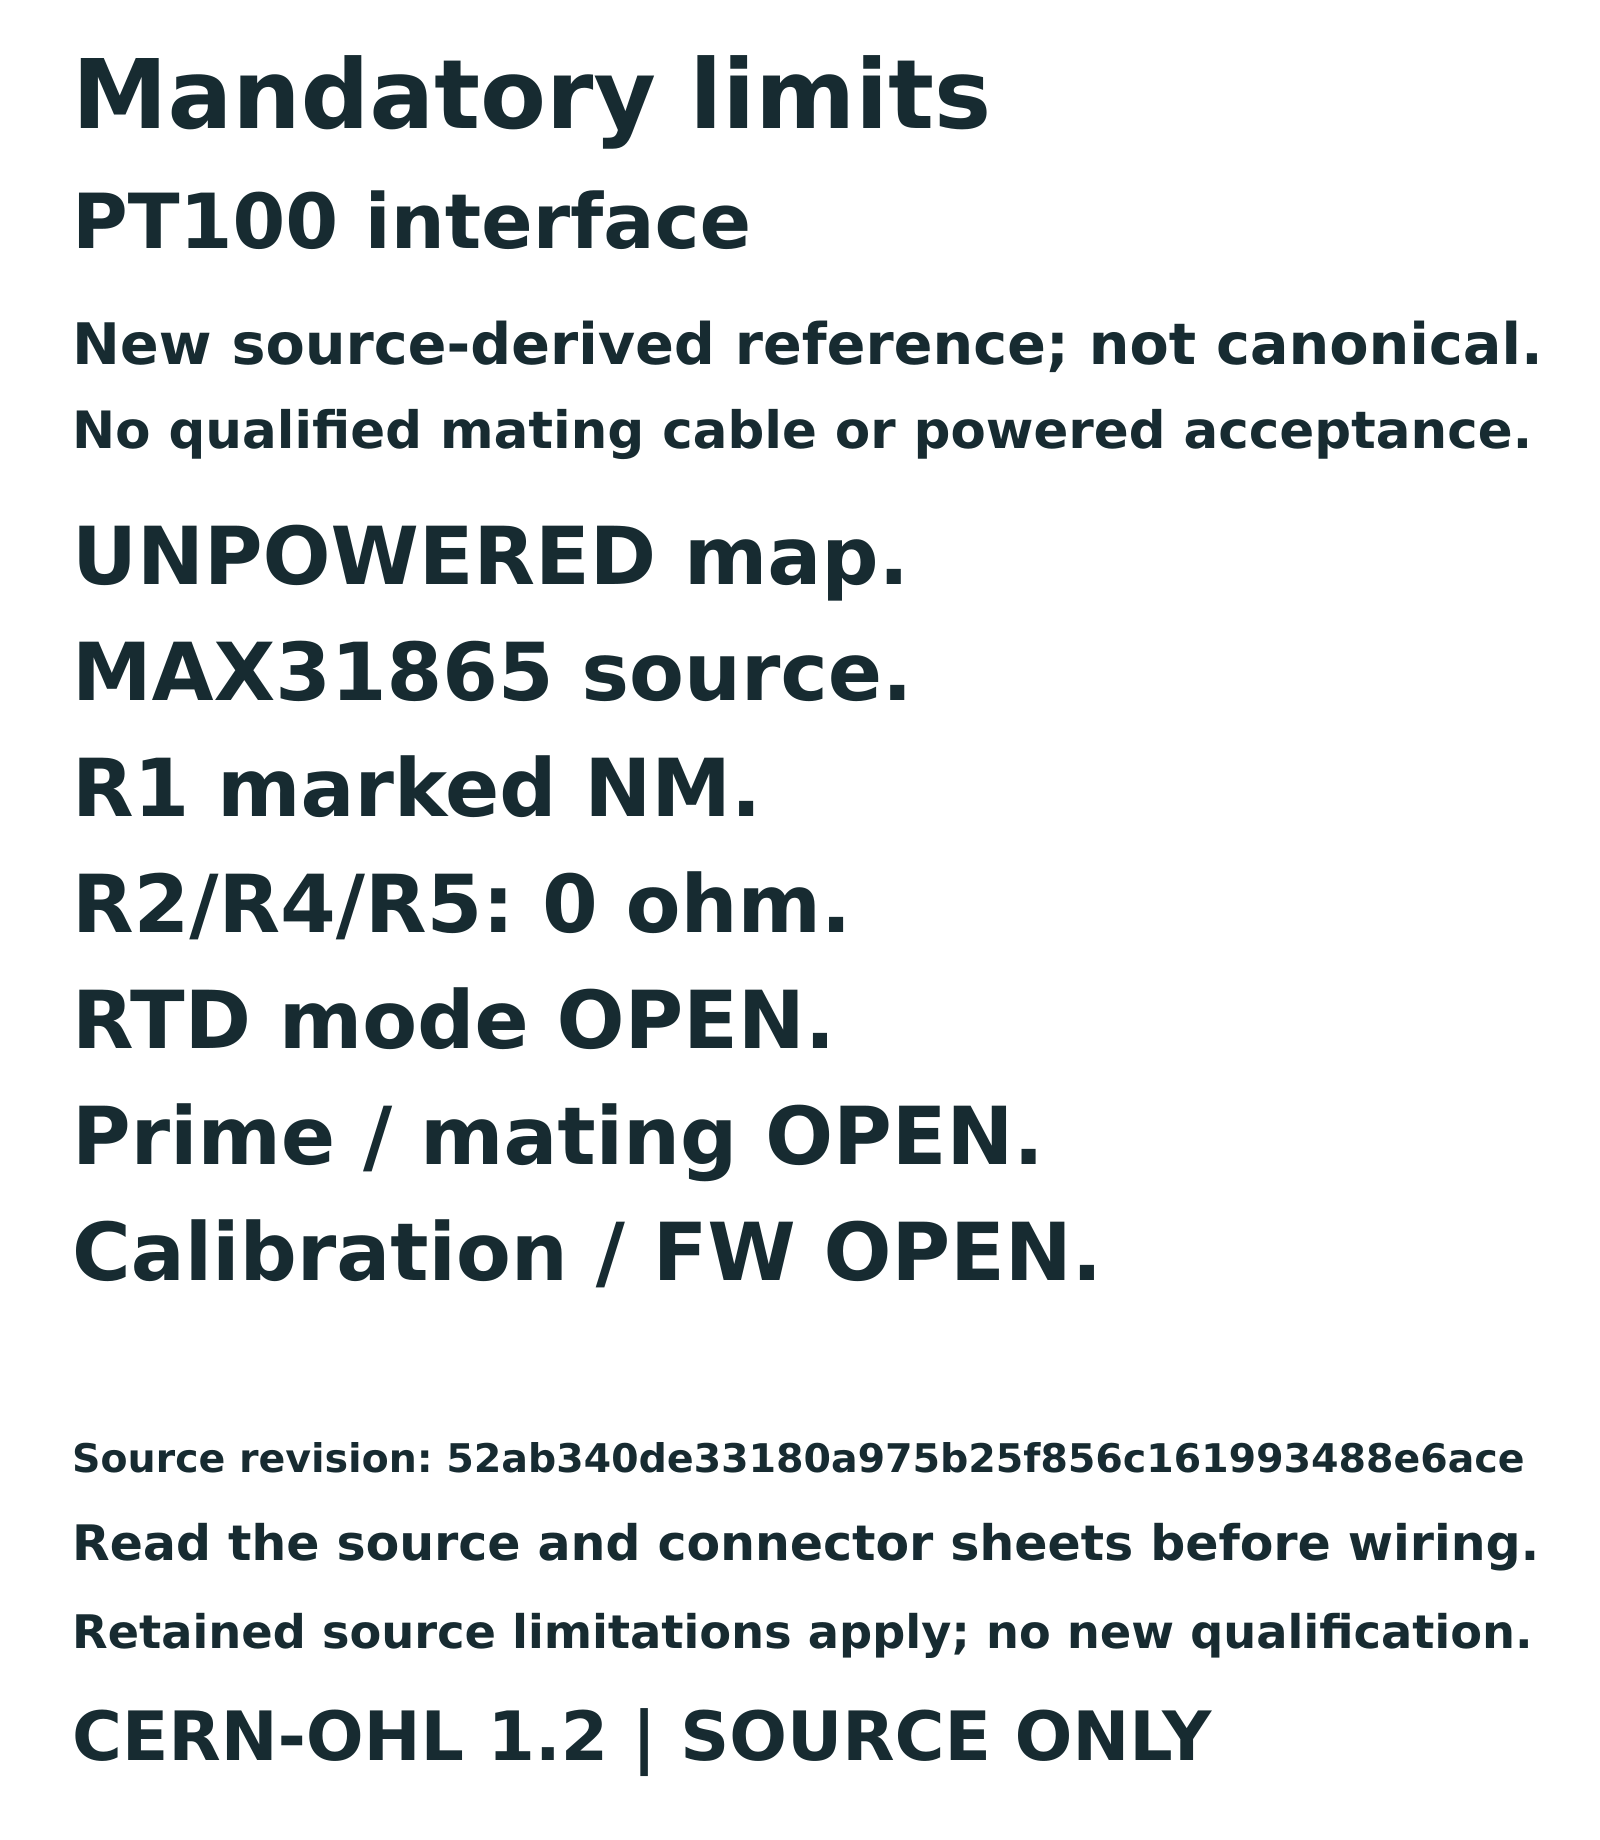 Mandatory limits
PT100 interface
New source-derived reference; not canonical.
No qualified mating cable or powered acceptance.
UNPOWERED map.
MAX31865 source.
R1 marked NM.
R2/R4/R5: 0 ohm.
RTD mode OPEN.
Prime / mating OPEN.
Calibration / FW OPEN.
Source revision: 52ab340de33180a975b25f856c161993488e6ace
Read the source and connector sheets before wiring.
Retained source limitations apply; no new qualification.
CERN-OHL 1.2 | SOURCE ONLY